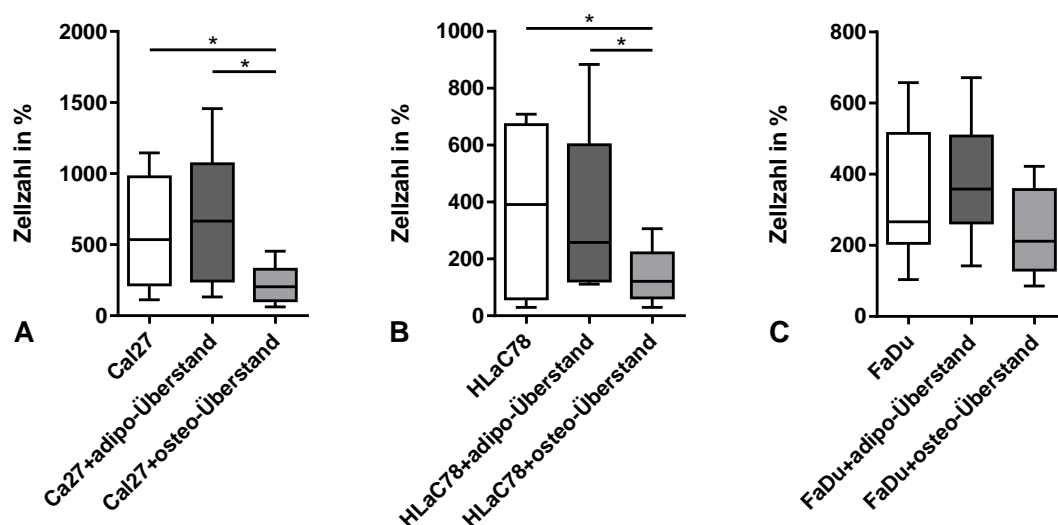 2000
1500
1000
500
0
Zellzahl in %
*
*
A
Cal27
Ca27+adipo-Überstand
Cal27+osteo-Überstand
1000
800
600
400
200
0
Zellzahl in %
*
*
B
HLaC78
HLaC78+adipo-Überstand
HLaC78+osteo-Überstand
800
600
400
200
0
Zellzahl in %
C
FaDu
FaDu+adipo-Überstand
FaDu+osteo-Überstand